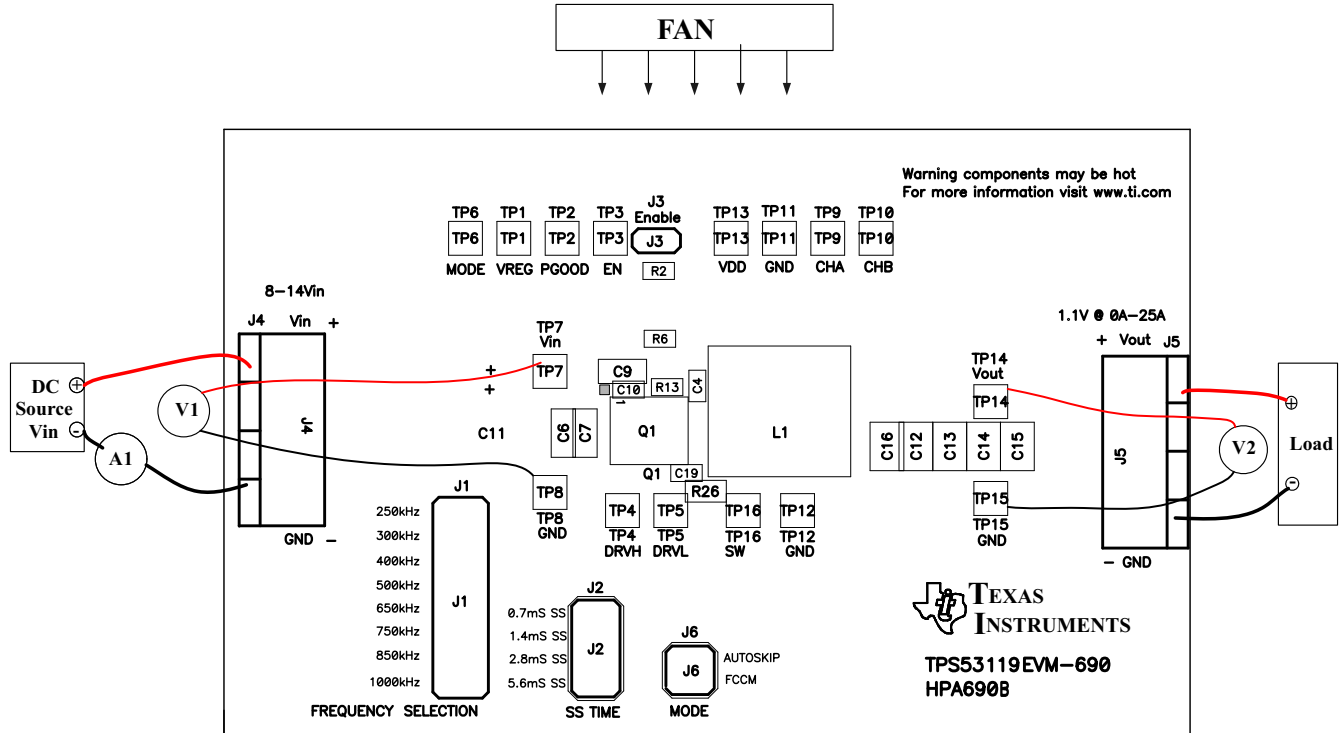 FAN
Warning components may be hot
For more information visit www.ti.com
TP6 TP1 TP2 TP3 J3 Enable TP13 TP11 TP9 TP10
TP6 TP1 TP2 TP3 J3 TP13 TP11 TP9 TP10
MODE VREG PGOOD EN R2 VDD GND CHA CHB
8-14Vin
J4 Vin +
1.1V @ 0A-25A
+ Vout J5
TP7
Vin
TP7
R6
TP14
Vout
TP14
DC
Source
Vin
+
-
V1
A1
J4
GND -
+
+
C11
C6
C7
C9
C10
R13
C4
1
Q1
Q1
C19
R26
L1
C16
C12
C13
C14
C15
J5
- GND
V2
+
-
Load
TP8
TP8
GND
TP4 TP5 TP16 TP12
TP4 TP5 TP16 TP12
DRVH DRVL SW GND
TP15
TP15
GND
J1
250kHz
300kHz
400kHz
500kHz
650kHz
750kHz
850kHz
1000kHz
J1
FREQUENCY SELECTION
J2
0.7mS SS
1.4mS SS
2.8mS SS
5.6mS SS
J2
SS TIME
J6
J6
AUTOSKIP
FCCM
MODE
ti
TEXAS
INSTRUMENTS
TPS53119EVM-690
HPA690B